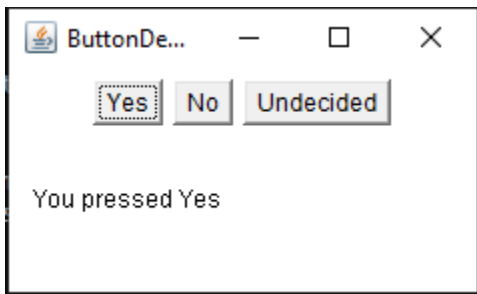 ButtonDe...
Yes No Undecided
You pressed Yes